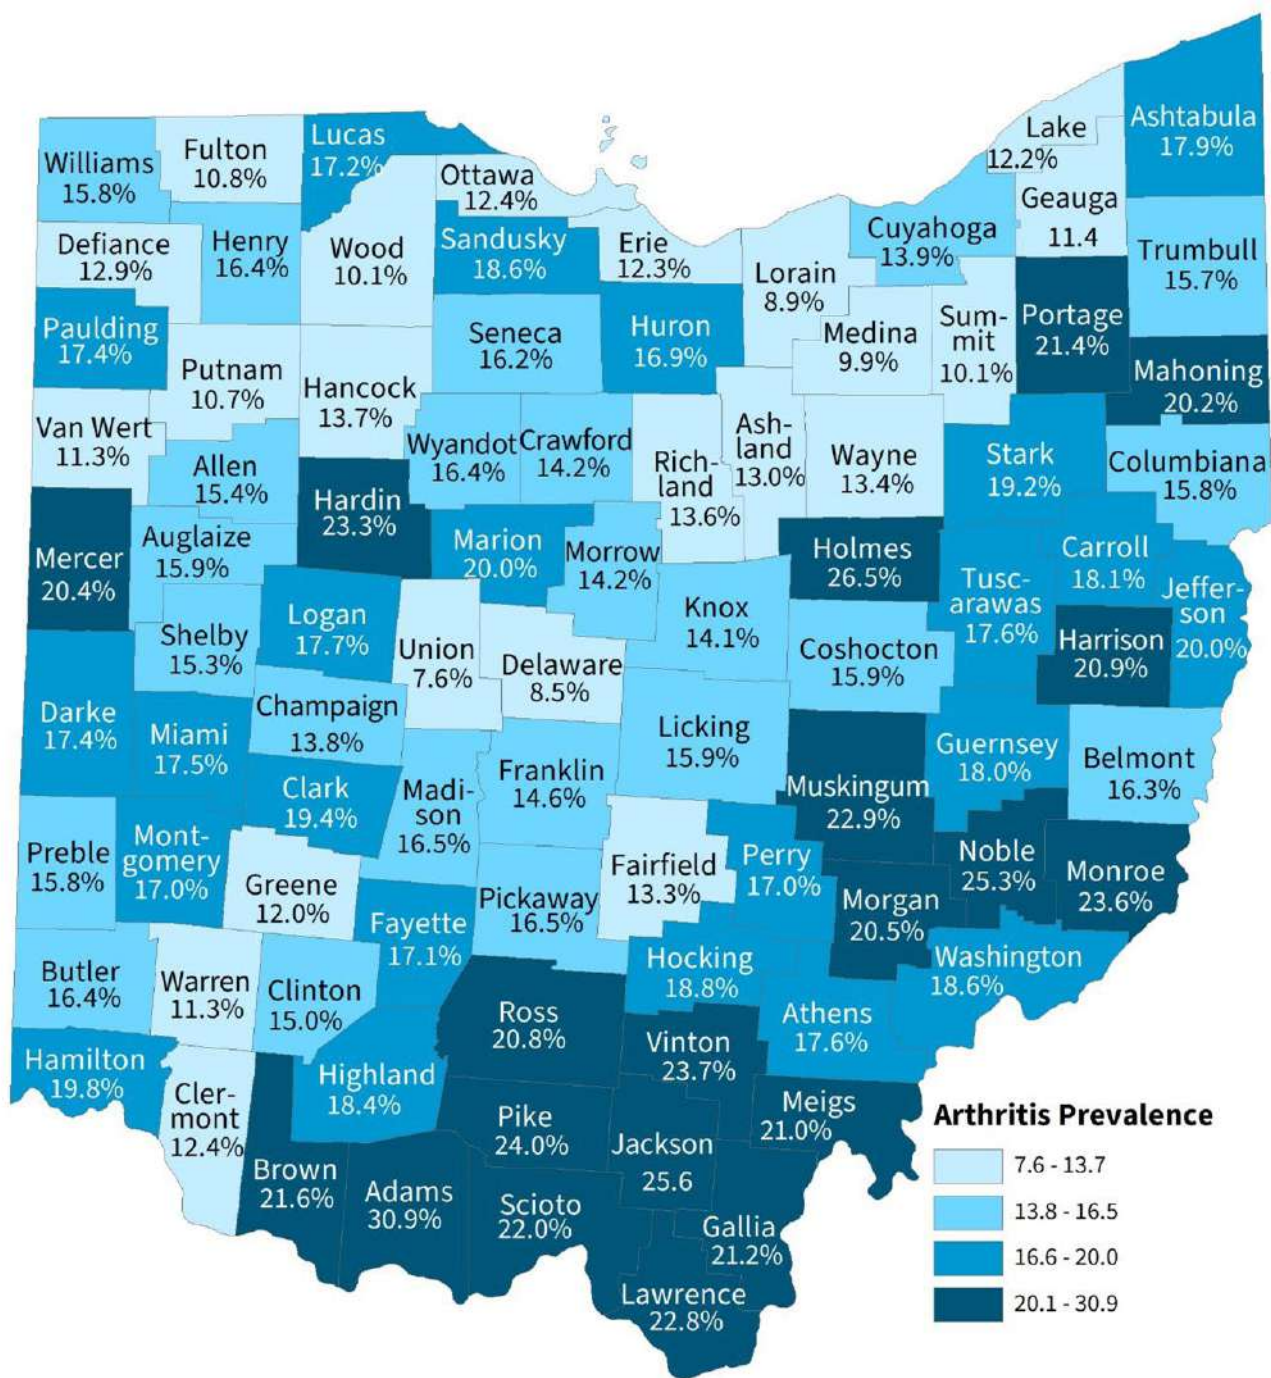 Williams
15.8%
Fulton
10.8%
Lucas
17.2%
Ottawa
12.4%
Lake
12.2%
Ashtabula
17.9%
Geauga
11.4
Defiance
12.9%
Henry
16.4%
Wood
10.1%
Sandusky
18.6%
Erie
12.3%
Lorain
8.9%
Cuyahoga
13.9%
Trumbull
15.7%
Paulding
17.4%
Putnam
10.7%
Hancock
13.7%
Seneca
16.2%
Huron
16.9%
Medina
9.9%
Sum-
mit
10.1%
Portage
21.4%
Mahoning
20.2%
Van Wert
11.3%
Allen
15.4%
Hardin
23.3%
Wyandot
16.4%
Crawford
14.2%
Rich-
land
13.6%
Ash-
land
13.0%
Wayne
13.4%
Stark
19.2%
Columbiana
15.8%
Mercer
20.4%
Auglaize
15.9%
Marion
20.0%
Morrow
14.2%
Holmes
26.5%
Tusc-
arawas
17.6%
Carroll
18.1%
Jeffer-
son
20.0%
Shelby
15.3%
Logan
17.7%
Union
7.6%
Delaware
8.5%
Knox
14.1%
Coshocton
15.9%
Harrison
20.9%
Darke
17.4%
Miami
17.5%
Champaign
13.8%
Licking
15.9%
Guernsey
18.0%
Belmont
16.3%
Clark
19.4%
Madi-
son
16.5%
Franklin
14.6%
Muskingum
22.9%
Preble
15.8%
Mont-
gomery
17.0%
Greene
12.0%
Fayette
17.1%
Pickaway
16.5%
Fairfield
13.3%
Perry
17.0%
Morgan
20.5%
Noble
25.3%
Monroe
23.6%
Butler
16.4%
Warren
11.3%
Clinton
15.0%
Ross
20.8%
Hocking
18.8%
Athens
17.6%
Washington
18.6%
Hamilton
19.8%
Cler-
mont
12.4%
Highland
18.4%
Vinton
23.7%
Meigs
21.0%
Brown
21.6%
Adams
30.9%
Pike
24.0%
Scioto
22.0%
Jackson
25.6
Gallia
21.2%
Lawrence
22.8%
Arthritis Prevalence
7.6 - 13.7
13.8 - 16.5
16.6 - 20.0
20.1 - 30.9